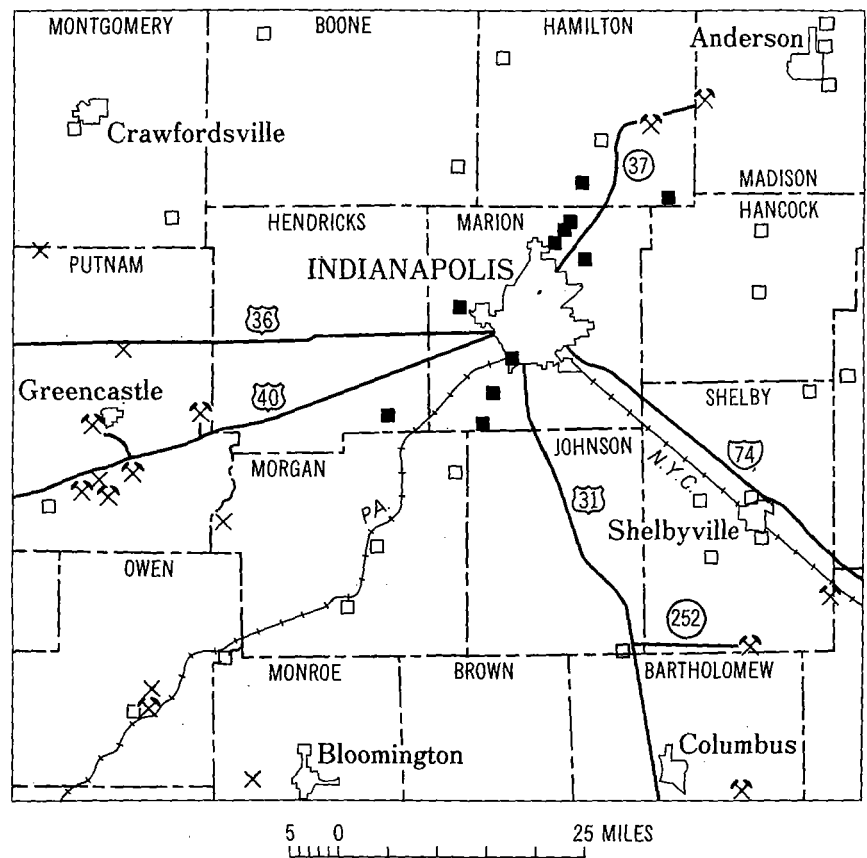 MONTGOMERY
BOONE
HAMILTON
Anderson
Crawfordsville
37
MADISON
HENDRICKS
MARION
HANCOCK
PUTNAM
INDIANAPOLIS
36
Greencastle
40
SHELBY
MORGAN
JOHNSON
74
N.Y.C.
PA.
31
Shelbyville
OWEN
252
MONROE
BROWN
BARTHOLOMEW
Bloomington
Columbus
5 0 25 MILES